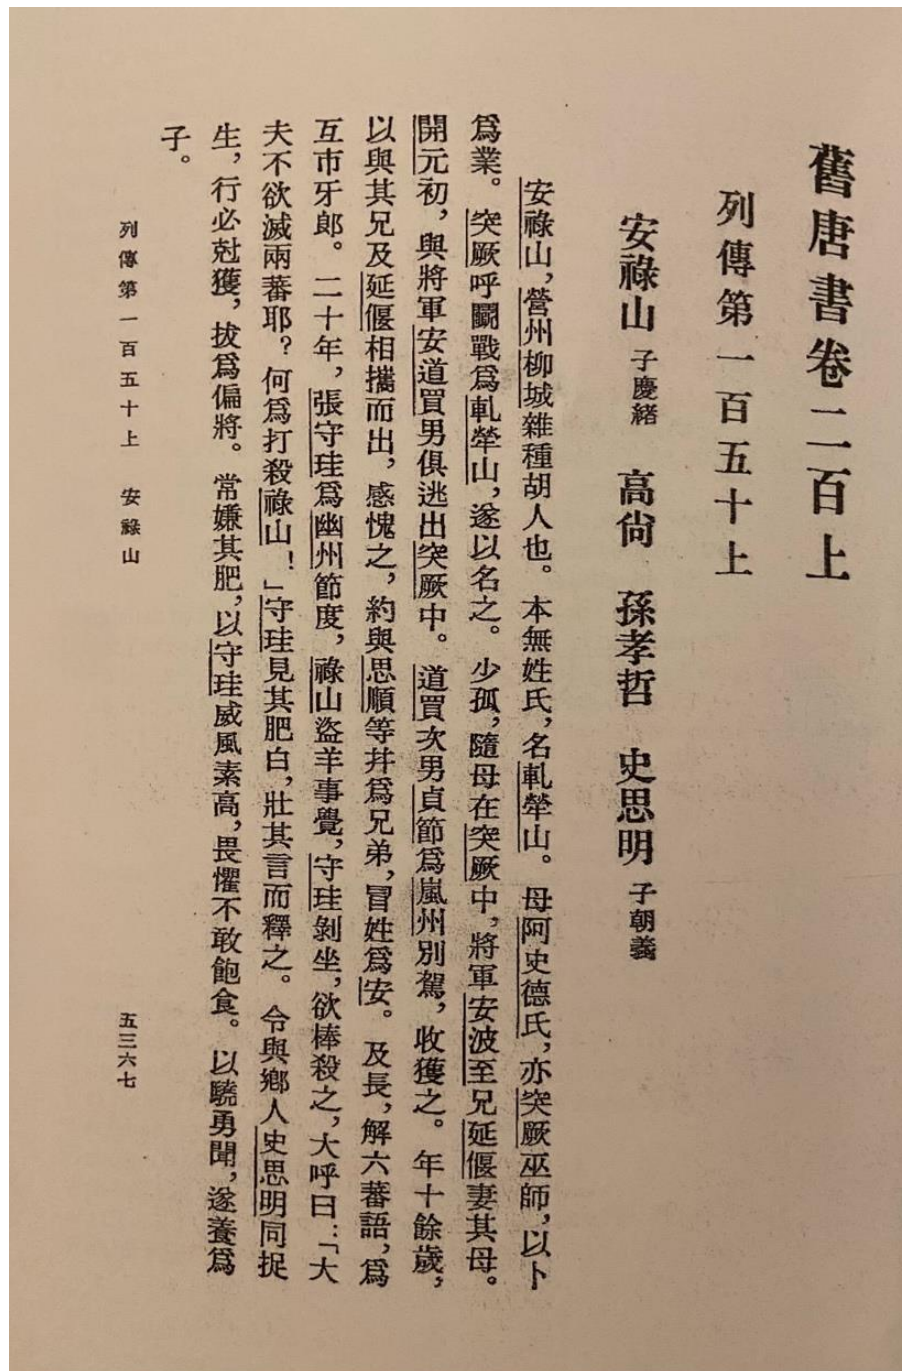 舊唐書卷二百上
列傳第一百五十上
安祿山 子慶緒 高尙 孫孝哲 史思明 子朝義
安祿山，營州柳城雜種胡人也。本無姓氏，名軋犖山。母阿史德氏，亦突厥巫師，以卜
爲業。突厥呼鬬戰爲軋犖山，遂以名之。少孤，隨母在突厥中，將軍安波至兄延偃妻其母。
開元初，與將軍安道買男俱逃出突厥中。道買次男貞節爲嵐州別駕，收獲之。年十餘歲，
以與其兄及延偃相攜而出，感愧之，約與思順等幷爲兄弟，冒姓爲安。及長，解六蕃語，爲
互市牙郎。二十年，張守珪爲幽州節度，祿山盜羊事覺，守珪剝坐，欲棒殺之，大呼曰：「大
夫不欲滅兩蕃耶？何爲打殺祿山！」守珪見其肥白，壯其言而釋之。令與鄉人史思明同捉
生，行必尅獲，拔爲偏將。常嫌其肥，以守珪威風素高，畏懼不敢飽食。以驍勇聞，遂養爲
子。
列傳第一百五十上 安祿山
五三六七